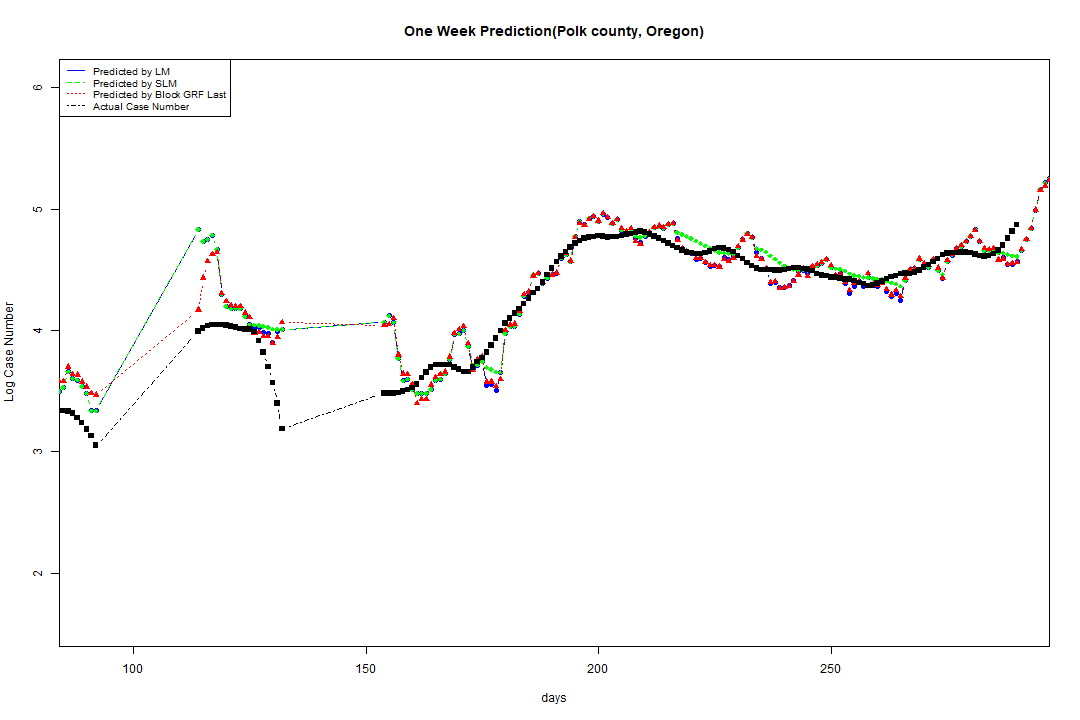 One Week Prediction(Polk county, Oregon)
Predicted by LM
Predicted by SLM
Predicted by Block GRF Last
Actual Case Number
6
5
4
3
2
Log Case Number
100 150 200 250
days